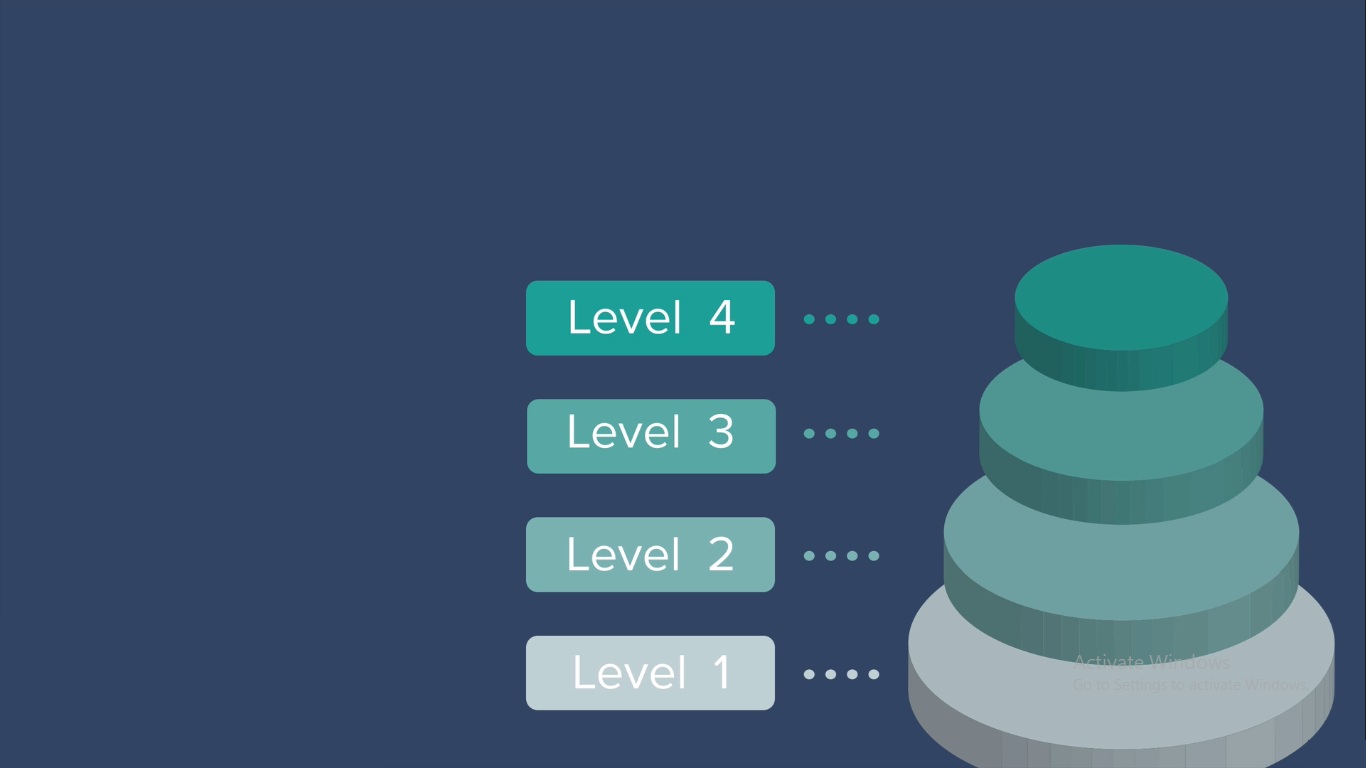 Level 4
Level 3
Level 2
Level 1
Activate Windows
Go to Settings to activate Windows.